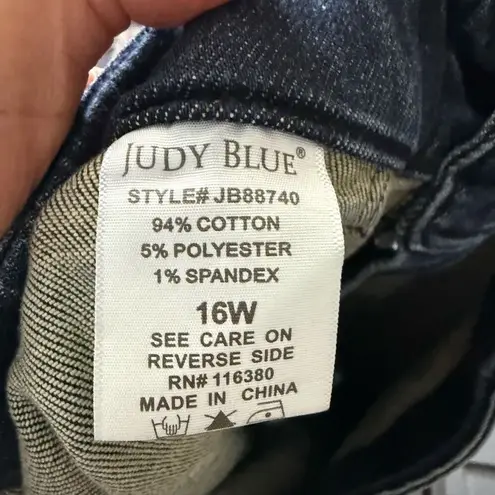 JUDY BLUE®
STYLE# JB88740
94% COTTON
5% POLYESTER
1% SPANDEX
16W
SEE CARE ON
REVERSE SIDE
RN# 116380
MADE IN CHINA